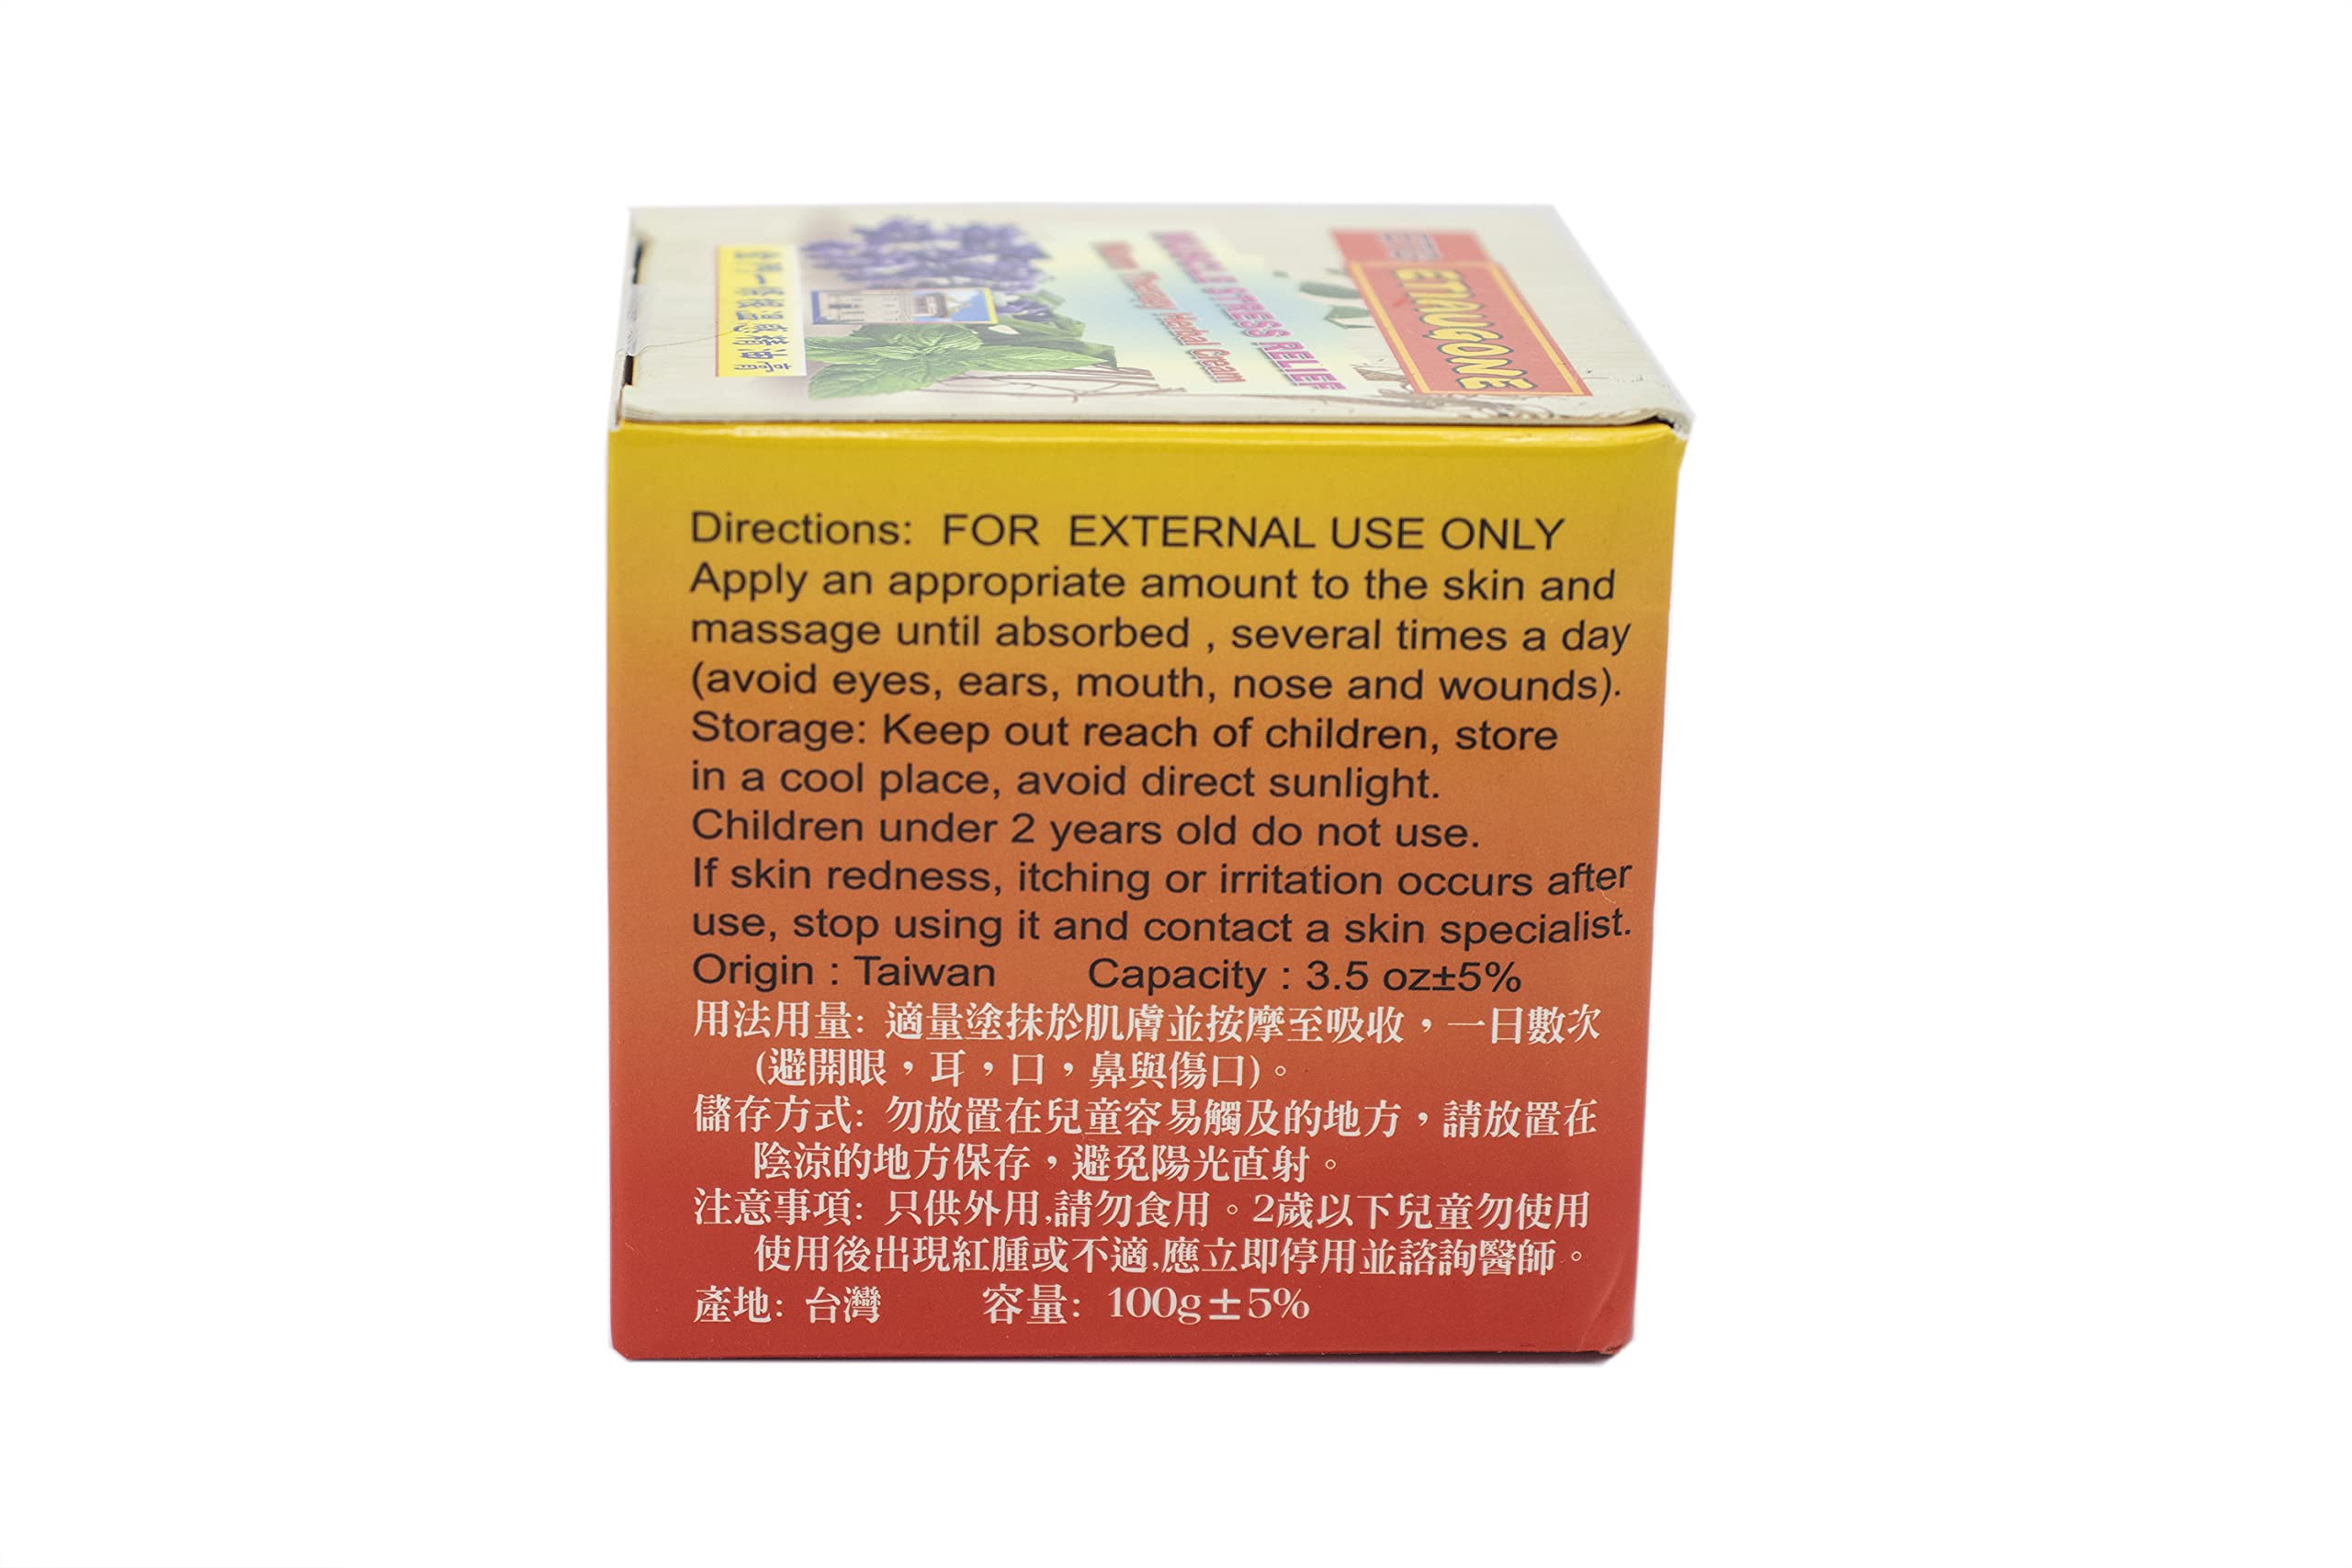 ETIAUGONE
MUSCLE STRESS RELIEF
Warm Therapy Herbal Cream
Directions: FOR EXTERNAL USE ONLY
Apply an appropriate amount to the skin and
massage until absorbed , several times a day
(avoid eyes, ears, mouth, nose and wounds).
Storage: Keep out reach of children, store
in a cool place, avoid direct sunlight.
Children under 2 years old do not use.
If skin redness, itching or irritation occurs after
use, stop using it and contact a skin specialist.
Origin : Taiwan Capacity : 3.5 oz±5%
用法用量: 適量塗抹於肌膚並按摩至吸收，一日數次
(避開眼，耳，口，鼻與傷口)。
儲存方式: 勿放置在兒童容易觸及的地方，請放置在
陰涼的地方保存，避免陽光直射。
注意事項: 只供外用,請勿食用。2歲以下兒童勿使用
使用後出現紅腫或不適,應立即停用並諮詢醫師。
產地: 台灣 容量: 100g±5%